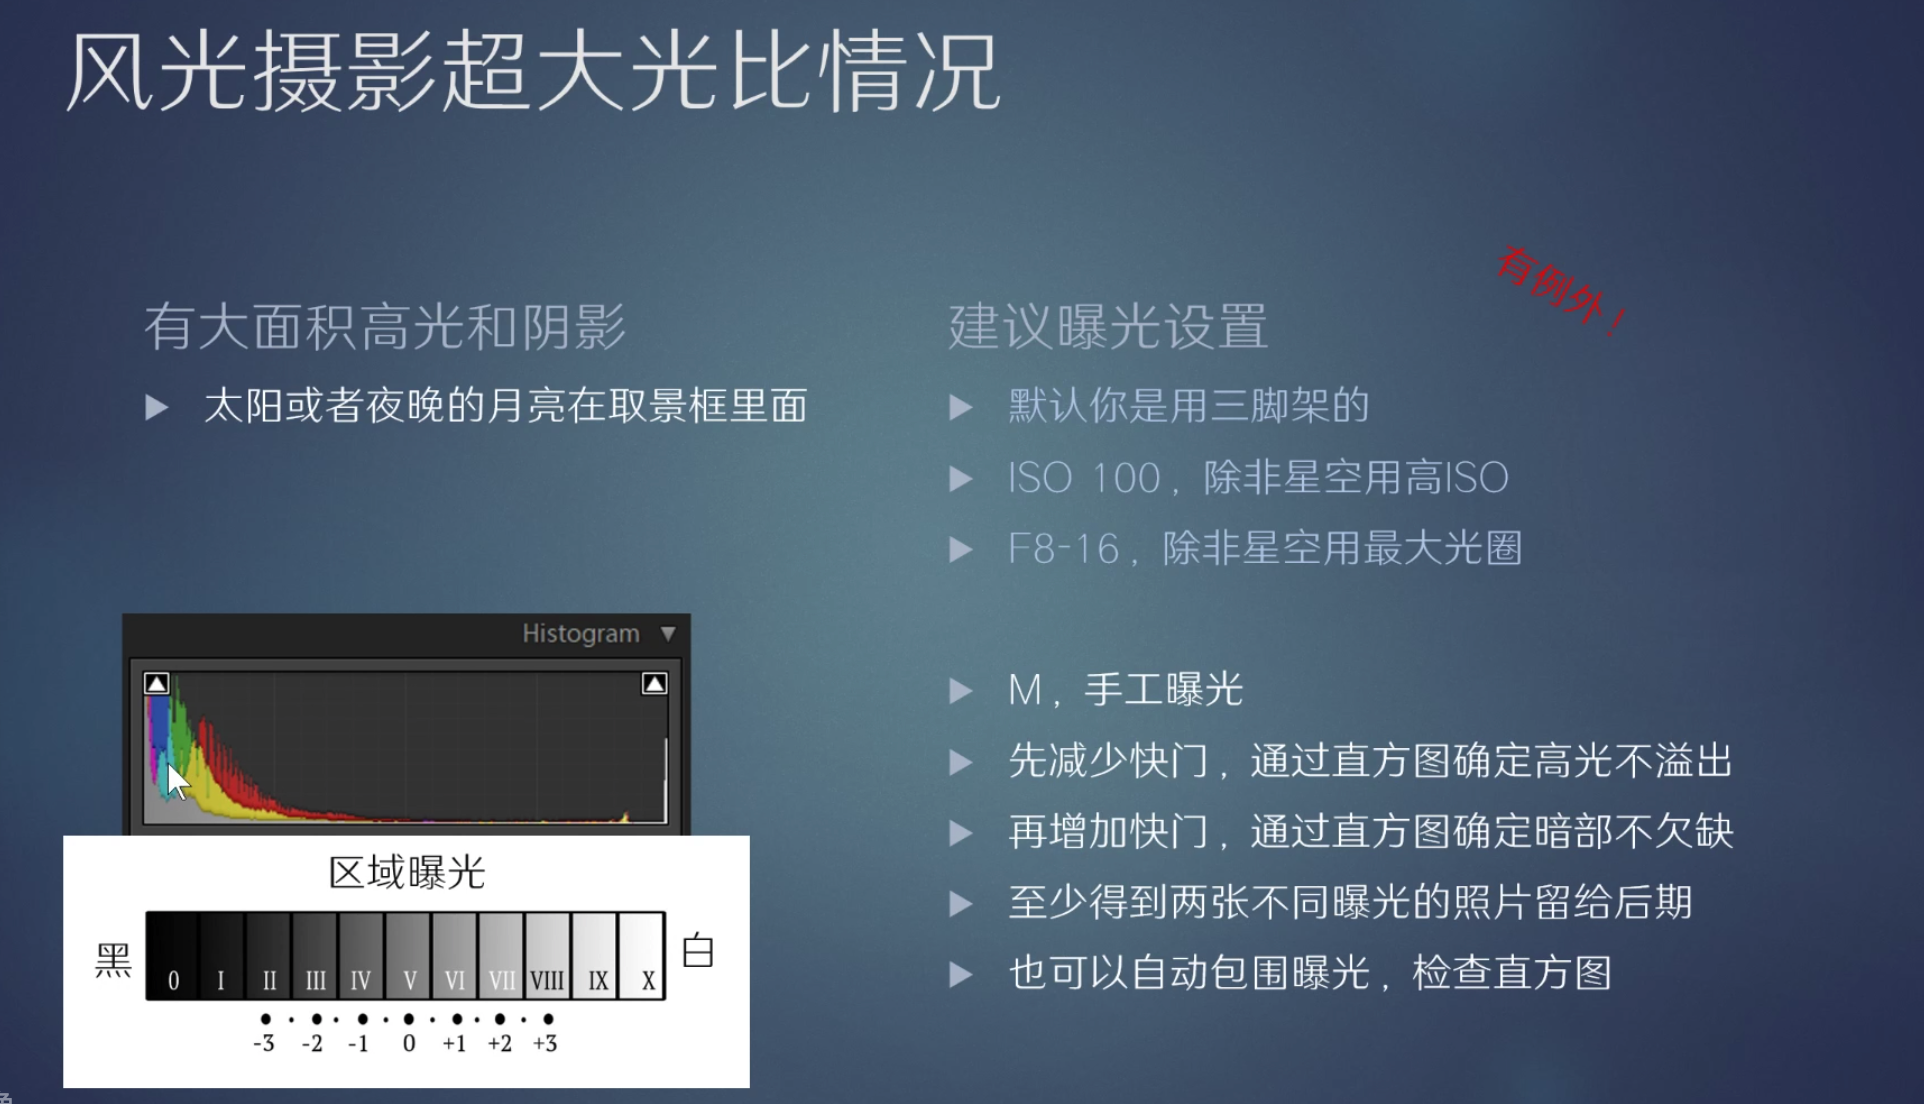 风光摄影超大光比情况
有例外！
有大面积高光和阴影
太阳或者夜晚的月亮在取景框里面
建议曝光设置
默认你是用三脚架的
ISO 100，除非星空用高ISO
F8-16，除非星空用最大光圈
M，手工曝光
先减少快门，通过直方图确定高光不溢出
再增加快门，通过直方图确定暗部不欠缺
至少得到两张不同曝光的照片留给后期
也可以自动包围曝光，检查直方图
Histogram
区域曝光
黑 0 I II III IV V VI VII VIII IX X 白
-3 -2 -1 0 +1 +2 +3